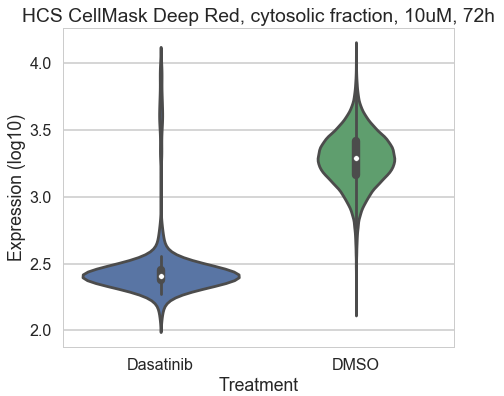 HCS CellMask Deep Red, cytosolic fraction, 10uM, 72h
4.0
3.5
3.0
2.5
2.0
Expression (log10)
Dasatinib DMSO
Treatment